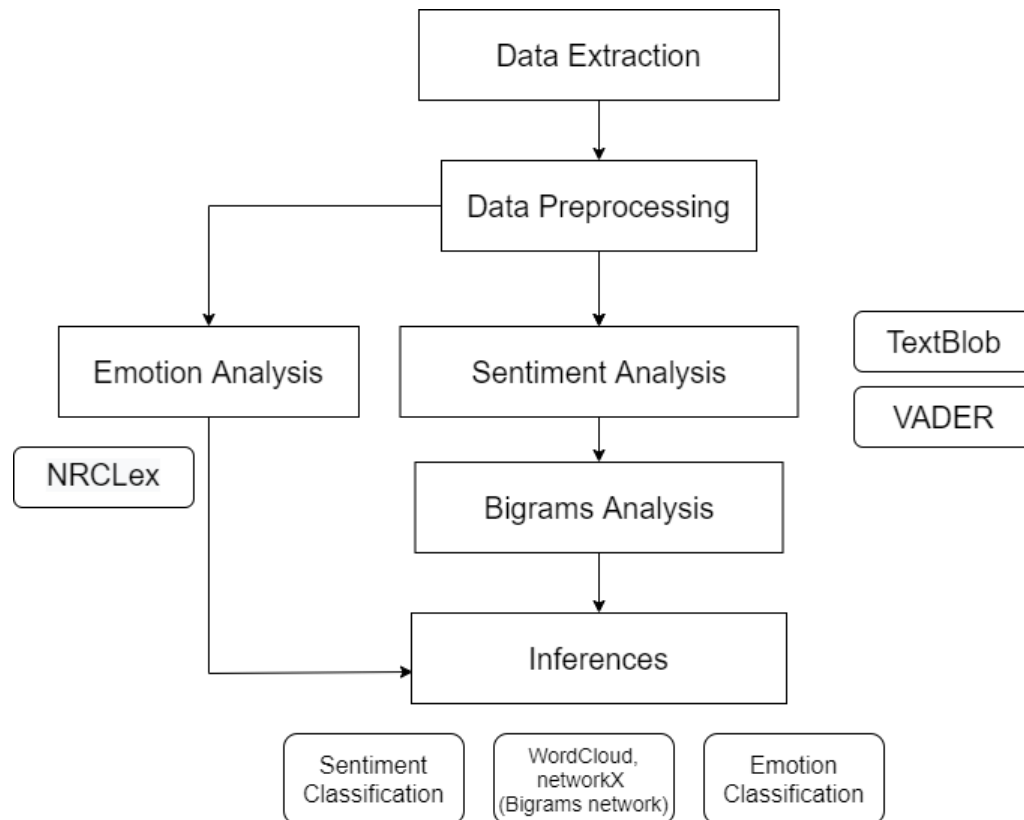 Data Extraction
Data Preprocessing
Emotion Analysis
Sentiment Analysis
TextBlob
VADER
NRCLex
Bigrams Analysis
Inferences
Sentiment
Classification
WordCloud,
networkX
(Bigrams network)
Emotion
Classification